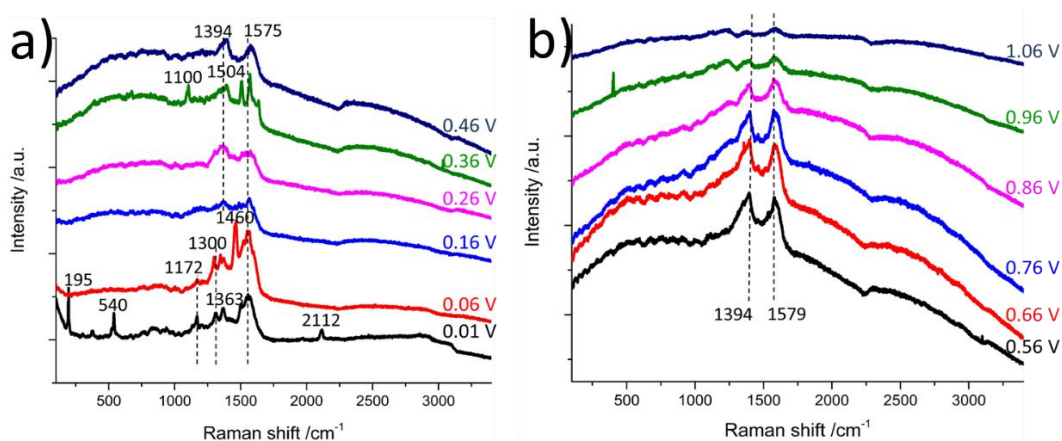 a)
1394
1575
1100
1504
0.46 V
0.36 V
0.26 V
0.16 V
1460
1300
1172
195
540
1363
2112
0.06 V
0.01 V
500
1000
1500
2000
2500
3000
Raman shift /cm⁻¹
Intensity /a.u.
b)
1.06 V
0.96 V
0.86 V
0.76 V
0.66 V
0.56 V
1394
1579
500
1000
1500
2000
2500
3000
Raman shift /cm⁻¹
Intensity /a.u.